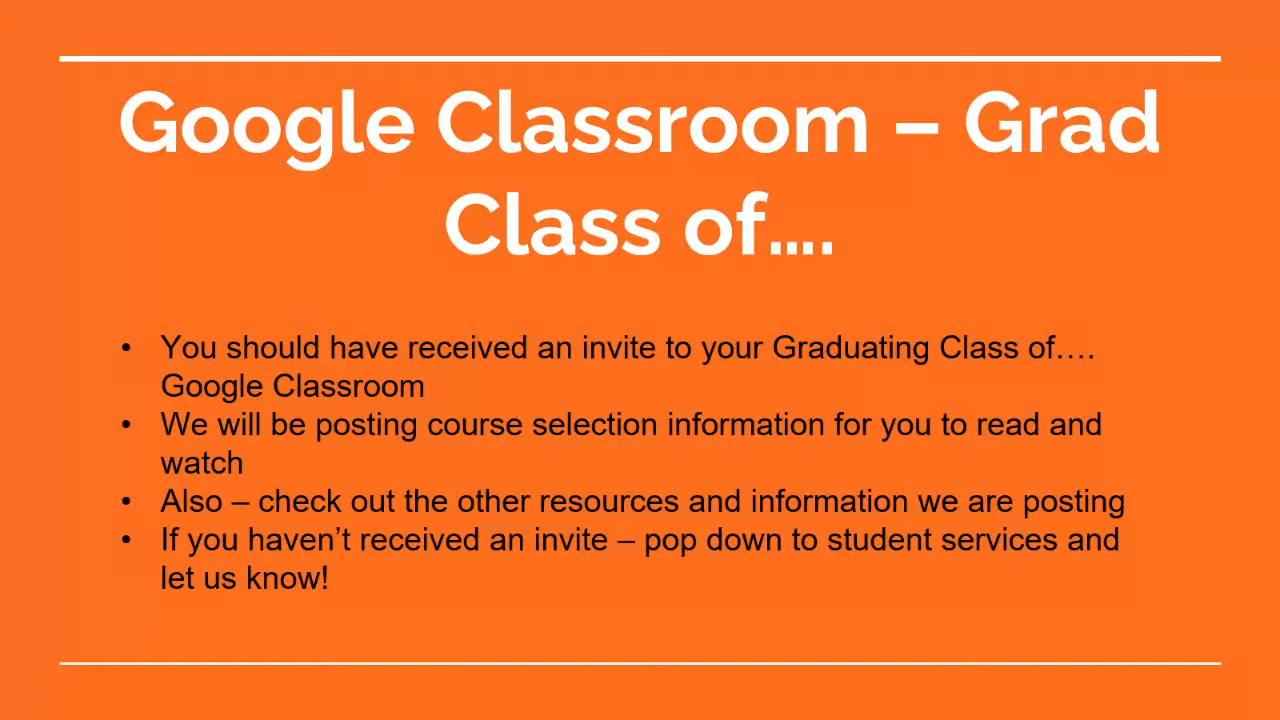 Google Classroom – Grad
Class of….
• You should have received an invite to your Graduating Class of….
Google Classroom
• We will be posting course selection information for you to read and
watch
• Also – check out the other resources and information we are posting
• If you haven’t received an invite – pop down to student services and
let us know!